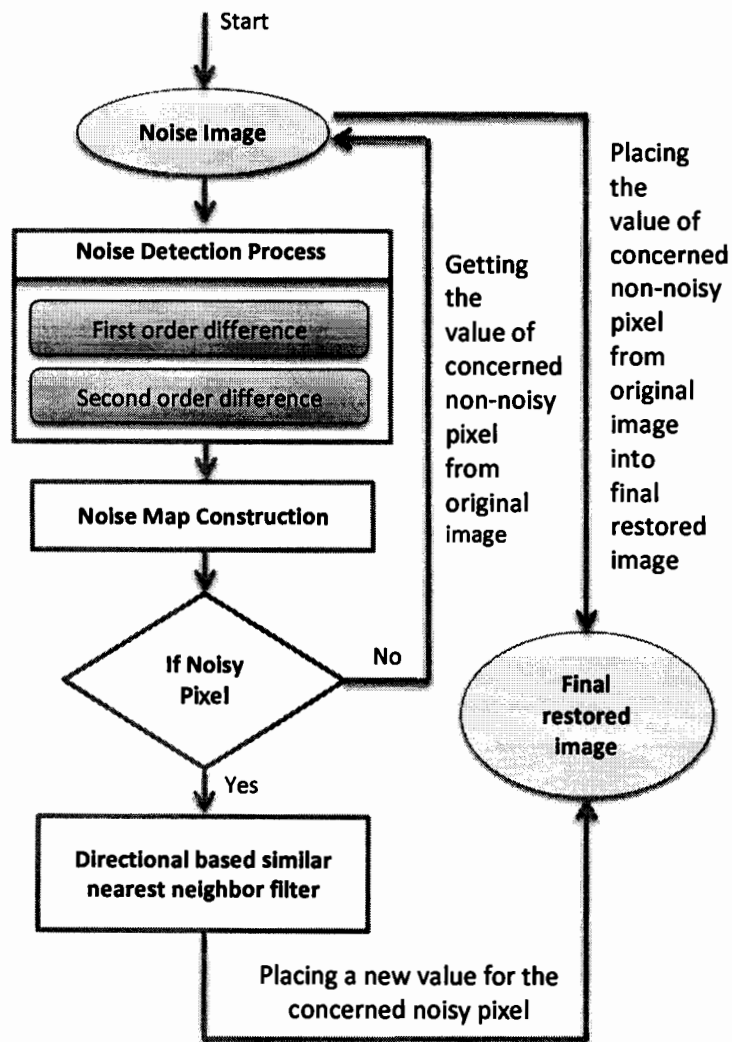 Start
Noise Image
Noise Detection Process
First order difference
Second order difference
Noise Map Construction
If Noisy
Pixel
No
Yes
Directional based similar
nearest neighbor filter
Getting
the
value of
concerned
non-noisy
pixel
from
original
image
Placing
the
value of
concerned
non-noisy
pixel
from
original
image
into
final
restored
image
Final
restored
image
Placing a new value for the
concerned noisy pixel